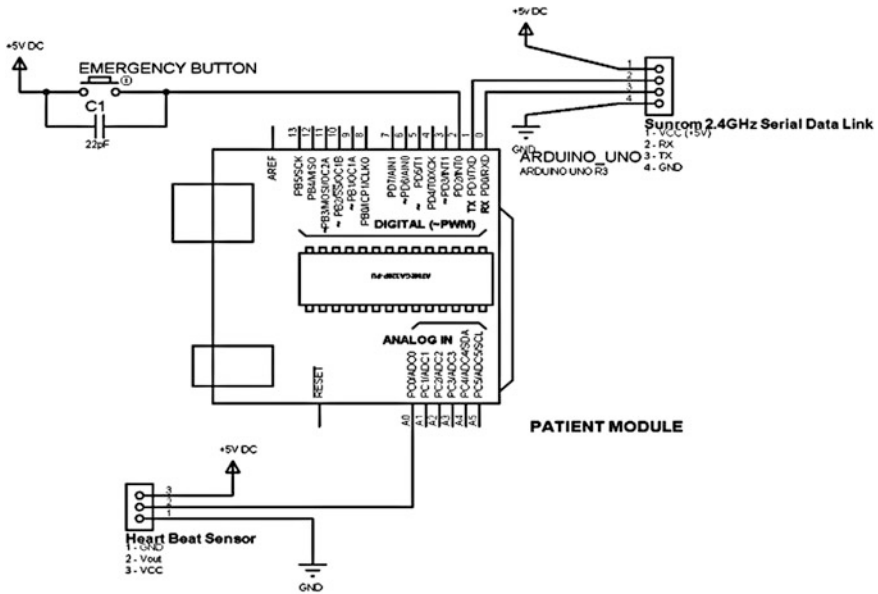 +5V DC
EMERGENCY BUTTON
C1
22pF
+5v DC
1
2
3
4
GND
Sunrom 2.4GHz Serial Data Link
1 - VCC (+5V)
2 - RX
3 - TX
4 - GND
ARDUINO_UNO
ARDUINO UNO R3
AREF
13
12
11
10
9
8
7
6
5
4
3
2
1
0
PB5/SCK
PB4/MISO
~PB3/MOSI/OC2A
~PB2/SS/OC1B
~PB1/OC1A
PB0/ICP1/CLKO
PD7/AIN1
~PD6/AIN0
~PD5/T1
PD4/T0/XCK
~PD3/INT1
PD2/INT0
TX PD1/TXD
RX PD0/RXD
DIGITAL (~PWM)
ATMEGA328P-PU
ANALOG IN
RESET
PC0/ADC0
PC1/ADC1
PC2/ADC2
PC3/ADC3
PC4/ADC4/SDA
PC5/ADC5/SCL
A0
A1
A2
A3
A4
A5
PATIENT MODULE
+5V DC
3
2
1
Heart Beat Sensor
1 - GND
2 - Vout
3 - VCC
GND